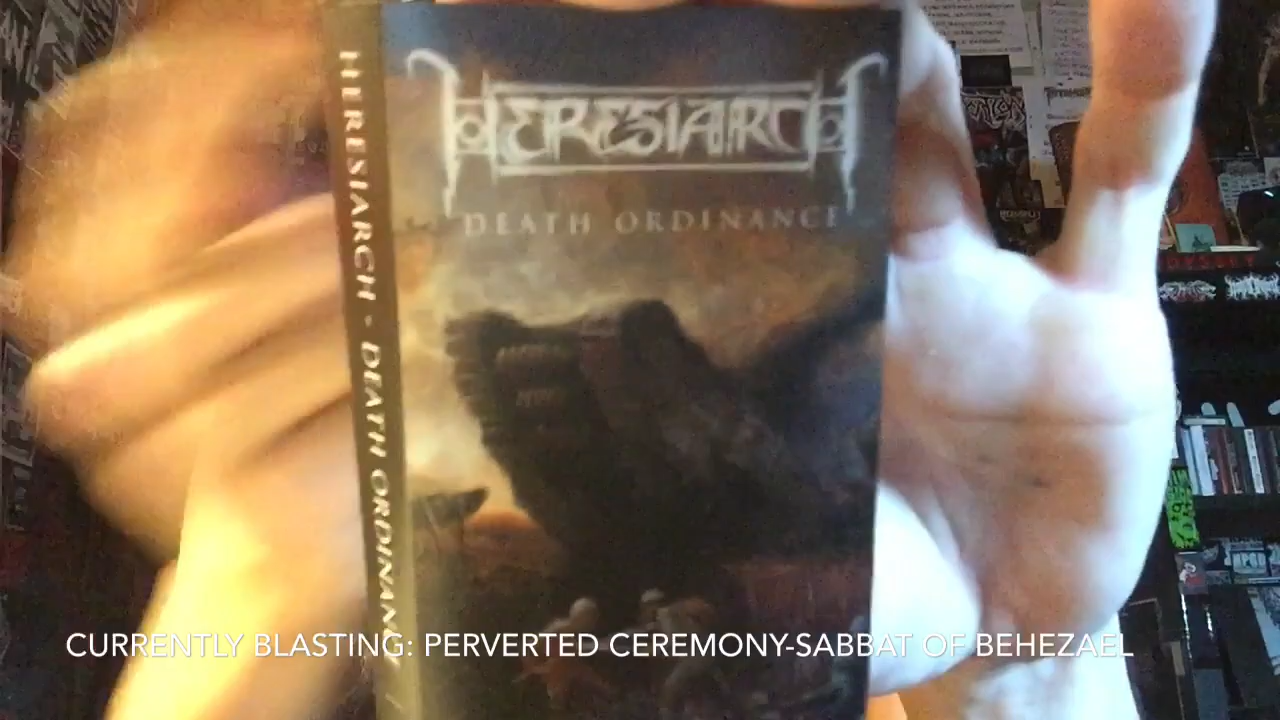 HERESIARCH
DEATH ORDINANCE
HERESIARCH - DEATH ORDINANCE
CURRENTLY BLASTING: PERVERTED CEREMONY-SABBAT OF BEHEZAEL